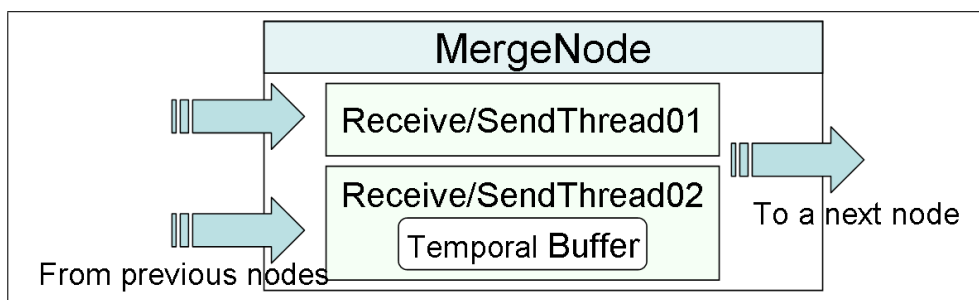 MergeNode
Receive/SendThread01
Receive/SendThread02
Temporal Buffer
To a next node
From previous nodes